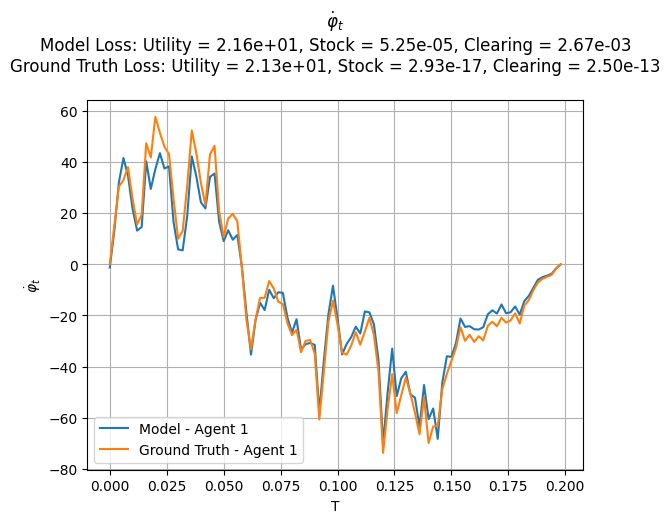 φ̇ₜ
Model Loss: Utility = 2.16e+01, Stock = 5.25e-05, Clearing = 2.67e-03
Ground Truth Loss: Utility = 2.13e+01, Stock = 2.93e-17, Clearing = 2.50e-13
60
40
20
0
−20
−40
−60
−80
φ̇ₜ
Model - Agent 1
Ground Truth - Agent 1
0.000 0.025 0.050 0.075 0.100 0.125 0.150 0.175 0.200
T